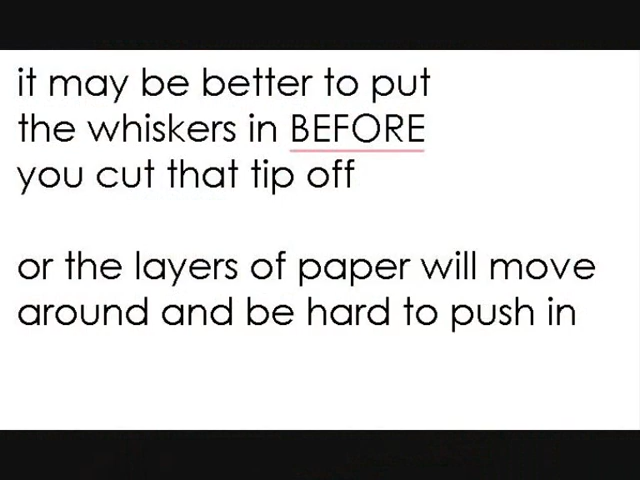 it may be better to put
the whiskers in BEFORE
you cut that tip off
or the layers of paper will move
around and be hard to push in